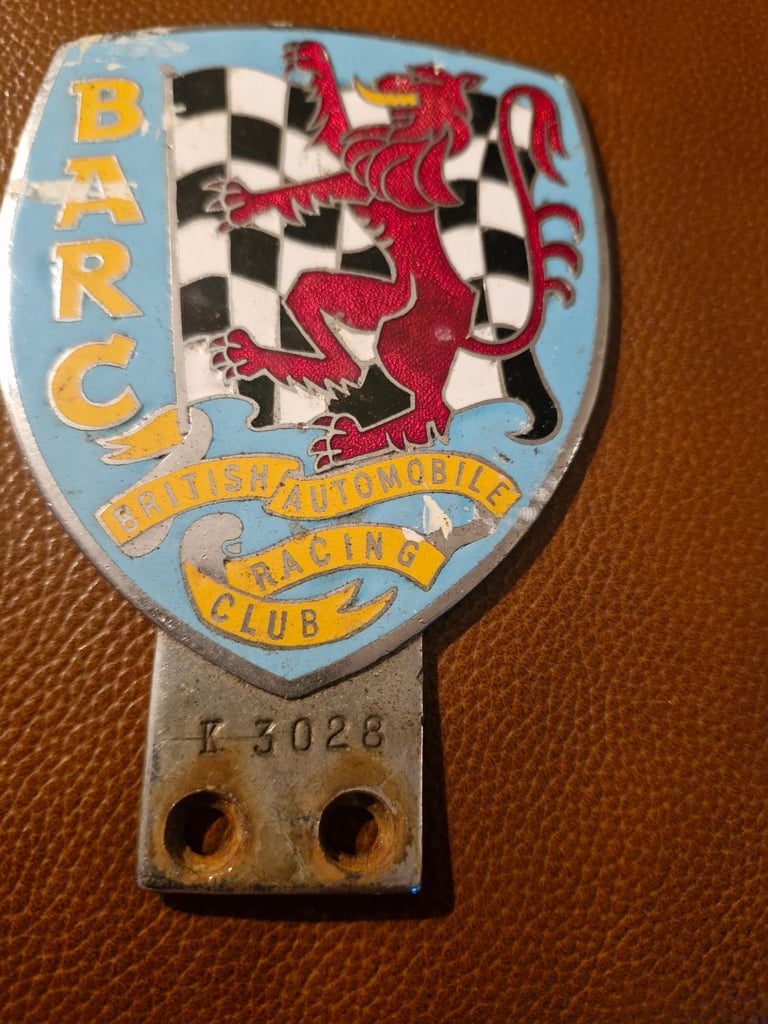 BARC
BRITISH AUTOMOBILE
RACING
CLUB
K 3028